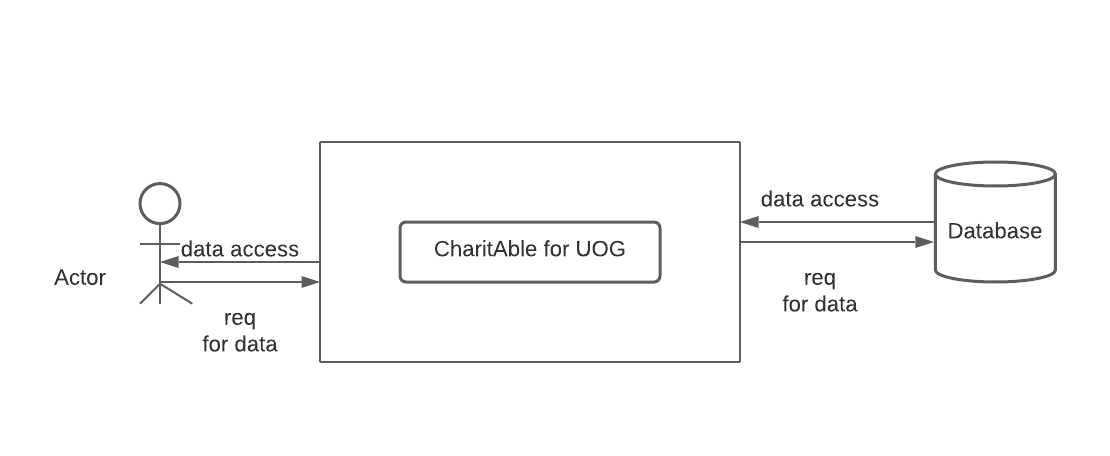 Actor
data access
req
for data
CharitAble for UOG
data access
req
for data
Database